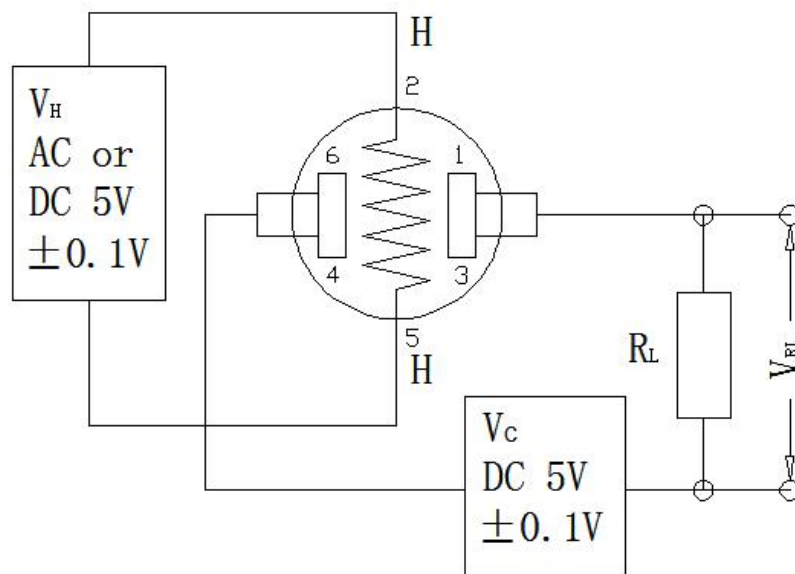 H
2
V_H
AC or
DC 5V
±0.1V
6 1
4 3
5
H
R_L
V_RL
V_C
DC 5V
±0.1V